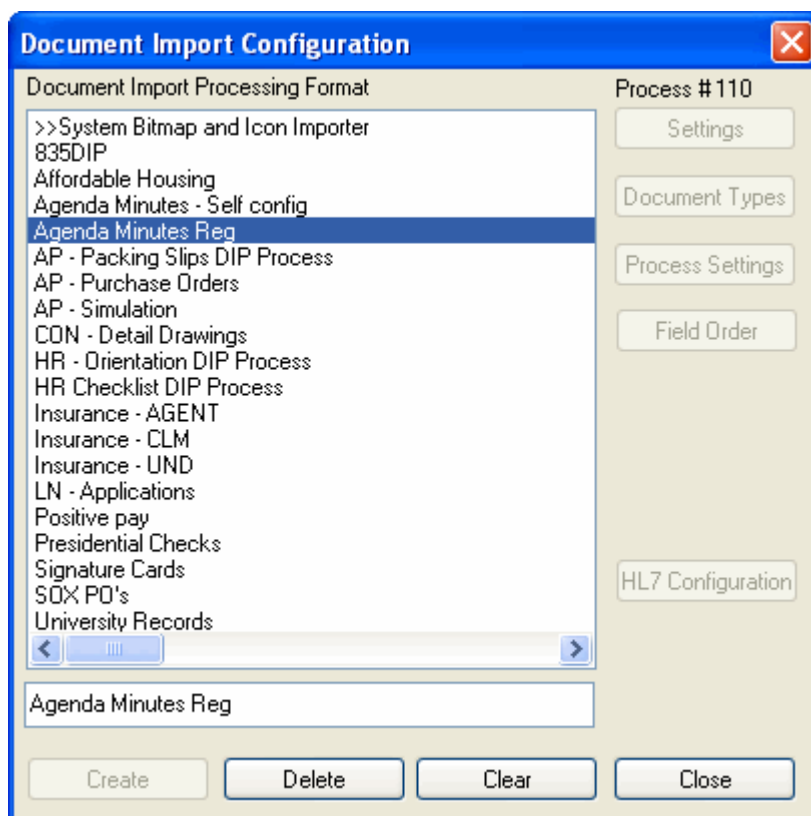 Document Import Configuration
Document Import Processing Format
Process #110
>>System Bitmap and Icon Importer
835DIP
Affordable Housing
Agenda Minutes - Self config
Agenda Minutes Reg
AP - Packing Slips DIP Process
AP - Purchase Orders
AP - Simulation
CON - Detail Drawings
HR - Orientation DIP Process
HR Checklist DIP Process
Insurance - AGENT
Insurance - CLM
Insurance - UND
LN - Applications
Positive pay
Presidential Checks
Signature Cards
SOX PO's
University Records
Settings
Document Types
Process Settings
Field Order
HL7 Configuration
Agenda Minutes Reg
Create
Delete
Clear
Close